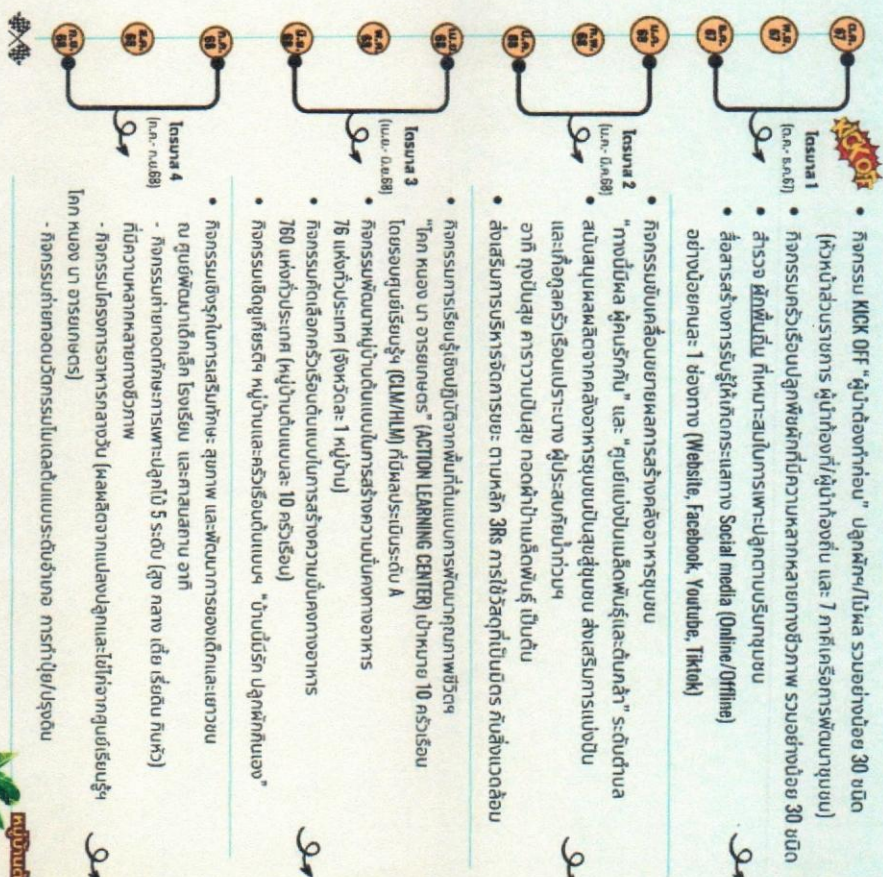 KICK OFF
ต.ค. 67
พ.ย. 67
ธ.ค. 67
ไตรมาส 1
(ต.ค.- ธ.ค.67)
• กิจกรรม KICK OFF "ผู้นำต้องทำก่อน" ปลูกผักฯ/ไม้ผล รวมอย่างน้อย 30 ชนิด
(หัวหน้าส่วนราชการ ผู้นำท้องที่/ผู้นำท้องถิ่น และ 7 ภาคีเครือการพัฒนาชุมชน)
• กิจกรรมครัวเรือนปลูกพืชผักที่มีความหลากหลายทางชีวภาพ รวมอย่างน้อย 30 ชนิด
• สำรวจ ผักพื้นถิ่น ที่เหมาะสมในการเพาะปลูกตามบริบทชุมชน
• สื่อสารสร้างการรับรู้ให้เกิดกระแสทาง Social media (Online/Offline)
อย่างน้อยคนละ 1 ช่องทาง (Website, Facebook, Youtube, Tiktok)
ม.ค. 68
ก.พ. 68
มี.ค. 68
ไตรมาส 2
(ม.ค.- มี.ค.68)
• กิจกรรมขับเคลื่อนขยายผลการสร้างคลังอาหารชุมชน
"ทางนี้มีผล ผู้คนรักกัน" และ "ศูนย์แบ่งปันเมล็ดพันธุ์และต้นกล้า" ระดับตำบล
• สนับสนุนผลผลิตจากคลังอาหารชุมชนปันสุขสู่ชุมชน ส่งเสริมการแบ่งปัน
และเกื้อกูลครัวเรือนเปราะบาง ผู้ประสบภัยน้ำท่วมฯ
อาทิ ถุงปันสุข คาราวานปันสุข ทอดผ้าป่าเมล็ดพันธุ์ เป็นต้น
• ส่งเสริมการบริหารจัดการขยะ ตามหลัก 3Rs การใช้วัสดุที่เป็นมิตร กับสิ่งแวดล้อม
เม.ย. 68
พ.ค. 68
มิ.ย. 68
ไตรมาส 3
(เม.ย.- มิ.ย.68)
• กิจกรรมการเรียนรู้เชิงปฏิบัติจากพื้นที่ต้นแบบการพัฒนาคุณภาพชีวิตฯ
"โคก หนอง นา อารยเกษตร" (ACTION LEARNING CENTER) เป้าหมาย 10 ครัวเรือน
โดยรอบศูนย์เรียนรู้ฯ (CLM/HLM) ที่มีผลประเมินระดับ A
• กิจกรรมพัฒนาหมู่บ้านต้นแบบในการสร้างความมั่นคงทางอาหาร
76 แห่งทั่วประเทศ (จังหวัดละ 1 หมู่บ้าน)
• กิจกรรมคัดเลือกครัวเรือนต้นแบบในการสร้างความมั่นคงทางอาหาร
760 แห่งทั่วประเทศ (หมู่บ้านต้นแบบละ 10 ครัวเรือน)
• กิจกรรมเชิดชูเกียรติฯ หมู่บ้านและครัวเรือนต้นแบบฯ "บ้านนี้มีรัก ปลูกผักกินเอง"
ก.ค. 68
ส.ค. 68
ก.ย. 68
ไตรมาส 4
(ก.ค.- ก.ย.68)
• กิจกรรมเชิงรุกในการเสริมทักษะ สุขภาพ และพัฒนาการของเด็กและเยาวชน
ณ ศูนย์พัฒนาเด็กเล็ก โรงเรียน และศาสนสถาน อาทิ
- กิจกรรมถ่ายทอดทักษะการเพาะปลูกไม้ 5 ระดับ (สูง กลาง เตี้ย เรี่ยดิน กินหัว)
ที่มีความหลากหลายทางชีวภาพ
- กิจกรรมโครงการอาหารกลางวัน (ผลผลิตจากแปลงปลูกและไข่ไก่จากศูนย์เรียนรู้ฯ
โคก หนอง นา อารยเกษตร)
- กิจกรรมถ่ายทอดนวัตกรรมโมเดลต้นแบบระดับอำเภอ การทำปุ๋ย/ปรุงดิน